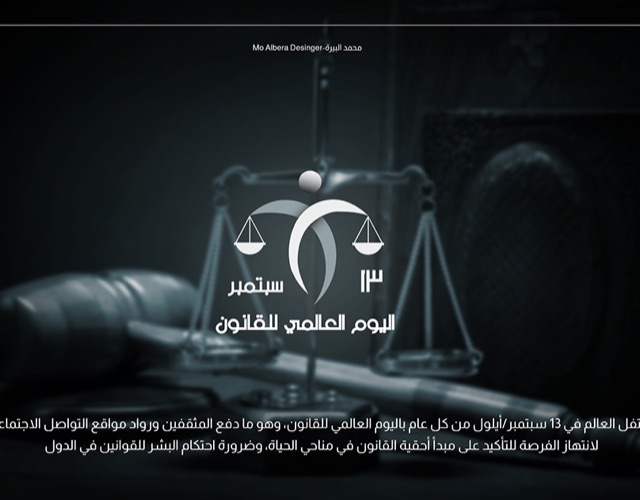 Mo Albera Desinger-محمد البيرة
١٣ سبتمبر
اليوم العالمي للقانون
تفل العالم في 13 سبتمبر/أيلول من كل عام باليوم العالمي للقانون، وهو ما دفع المثقفين ورواد مواقع التواصل الاجتما
لانتهاز الفرصة للتأكيد على مبدأ أحقية القانون في مناحي الحياة، وضرورة احتكام البشر للقوانين في الدول